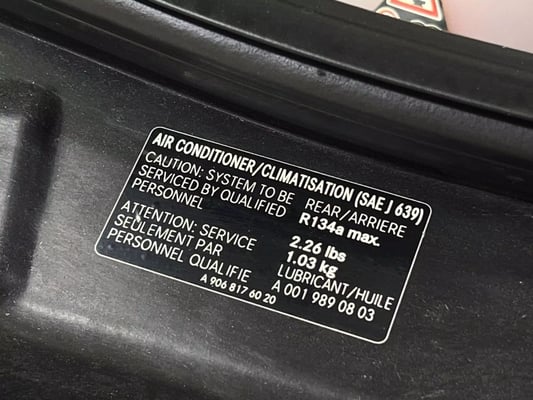 AIR CONDITIONER/CLIMATISATION (SAE J 639)
CAUTION: SYSTEM TO BE
SERVICED BY QUALIFIED
PERSONNEL
ATTENTION: SERVICE
SEULEMENT PAR
PERSONNEL QUALIFIE
REAR/ARRIERE
R134a max.
2.26 lbs
1.03 kg
LUBRICANT/HUILE
A 001 989 08 03
A 906 817 60 20